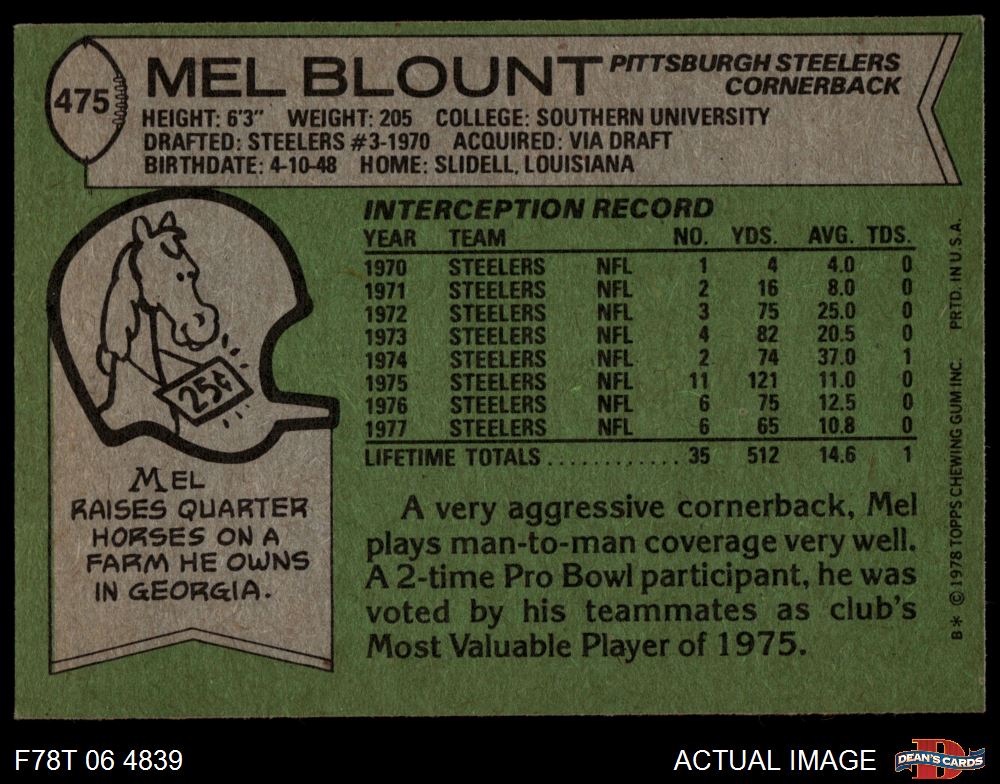 475
MEL BLOUNT
PITTSBURGH STEELERS
CORNERBACK
HEIGHT: 6'3" WEIGHT: 205 COLLEGE: SOUTHERN UNIVERSITY
DRAFTED: STEELERS #3-1970 ACQUIRED: VIA DRAFT
BIRTHDATE: 4-10-48 HOME: SLIDELL, LOUISIANA
25¢
MEL
RAISES QUARTER
HORSES ON A
FARM HE OWNS
IN GEORGIA.
INTERCEPTION RECORD
YEAR TEAM NO. YDS. AVG. TDS.
1970 STEELERS NFL 1 4 4.0 0
1971 STEELERS NFL 2 16 8.0 0
1972 STEELERS NFL 3 75 25.0 0
1973 STEELERS NFL 4 82 20.5 0
1974 STEELERS NFL 2 74 37.0 1
1975 STEELERS NFL 11 121 11.0 0
1976 STEELERS NFL 6 75 12.5 0
1977 STEELERS NFL 6 65 10.8 0
LIFETIME TOTALS............ 35 512 14.6 1
A very aggressive cornerback, Mel
plays man-to-man coverage very well.
A 2-time Pro Bowl participant, he was
voted by his teammates as club's
Most Valuable Player of 1975.
B* © 1978 TOPPS CHEWING GUM INC. PRTD. IN U.S.A.
F78T 06 4839
ACTUAL IMAGE
DEAN'S CARDS